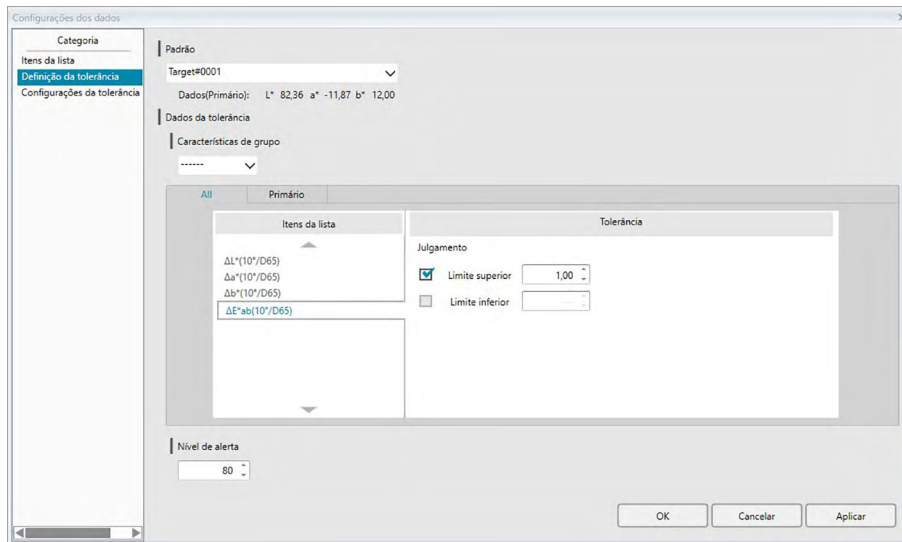 Configurações dos dados
Categoria
Itens da lista
Definição da tolerância
Configurações da tolerância
Padrão
Target#0001
Dados(Primário): L* 82,36 a* -11,87 b* 12,00
Dados da tolerância
Características de grupo
------
All Primário
Itens da lista
Tolerância
ΔL*(10°/D65)
Δa*(10°/D65)
Δb*(10°/D65)
ΔE*ab(10°/D65)
Julgamento
Limite superior 1,00
Limite inferior ---
Nível de alerta
80
OK Cancelar Aplicar